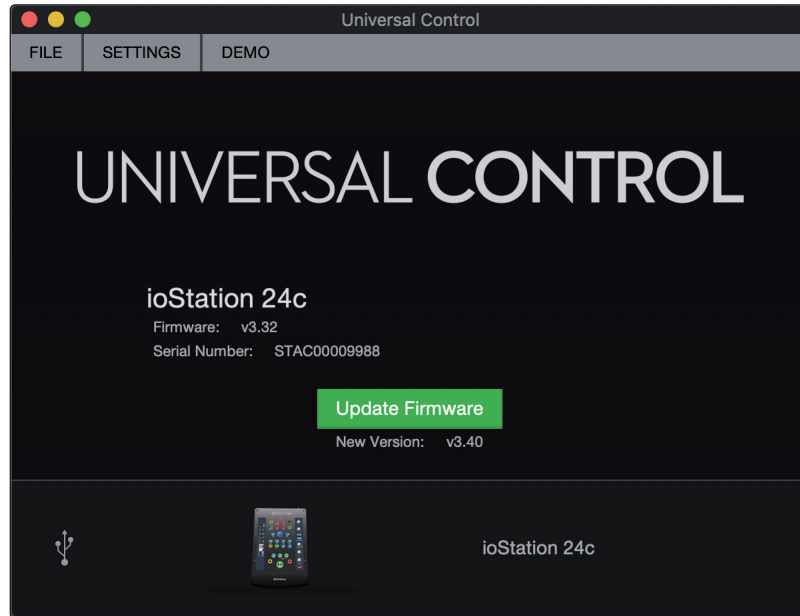 Universal Control
FILE SETTINGS DEMO
UNIVERSAL CONTROL
ioStation 24c
Firmware: v3.32
Serial Number: STAC00009988
Update Firmware
New Version: v3.40
ioStation 24c